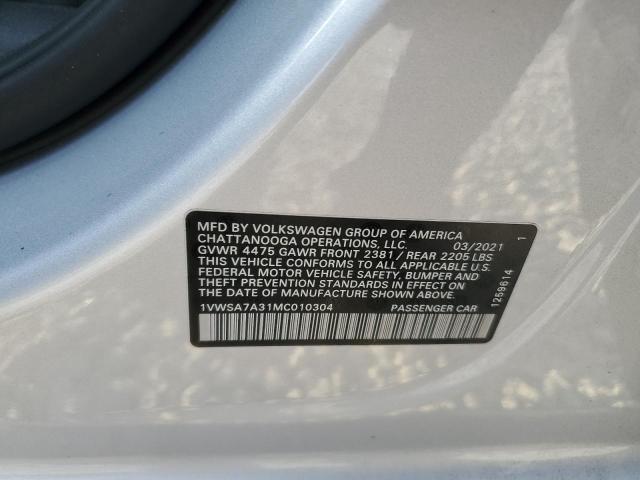 MFD BY VOLKSWAGEN GROUP OF AMERICA
CHATTANOOGA OPERATIONS, LLC. 03/2021
GVWR 4475 GAWR FRONT 2381 / REAR 2205 LBS
THIS VEHICLE CONFORMS TO ALL APPLICABLE U.S.
FEDERAL MOTOR VEHICLE SAFETY, BUMPER AND
THEFT PREVENTION STANDARDS IN EFFECT ON
THE DATE OF MANUFACTURE SHOWN ABOVE.
1VWSA7A31MC010304 PASSENGER CAR
1259614
1